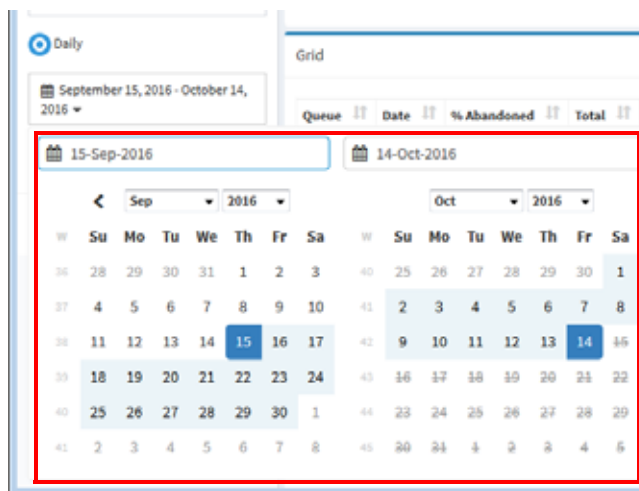 Daily
Grid
September 15, 2016 - October 14,
2016
Queue Date % Abandoned Total
15-Sep-2016 14-Oct-2016
Sep 2016 Oct 2016
W Su Mo Tu We Th Fr Sa W Su Mo Tu We Th Fr Sa
36 28 29 30 31 1 2 3 40 25 26 27 28 29 30 1
37 4 5 6 7 8 9 10 41 2 3 4 5 6 7 8
38 11 12 13 14 15 16 17 42 9 10 11 12 13 14 15
39 18 19 20 21 22 23 24 43 16 17 18 19 20 21 22
40 25 26 27 28 29 30 1 44 23 24 25 26 27 28 29
41 2 3 4 5 6 7 8 45 30 31 1 2 3 4 5